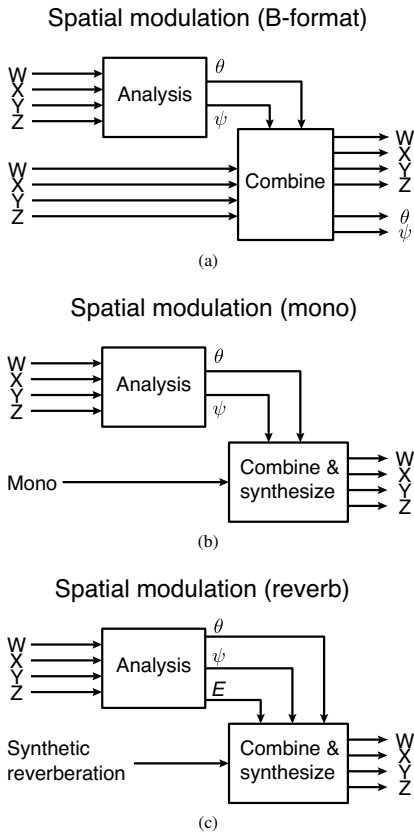 Spatial modulation (B-format)
W
X
Y
Z
Analysis
θ
ψ
W
X
Y
Z
Combine
W
X
Y
Z
θ
ψ
(a)
Spatial modulation (mono)
W
X
Y
Z
Analysis
θ
ψ
Mono
Combine &
synthesize
W
X
Y
Z
(b)
Spatial modulation (reverb)
W
X
Y
Z
Analysis
θ
ψ
E
Synthetic
reverberation
Combine &
synthesize
W
X
Y
Z
(c)